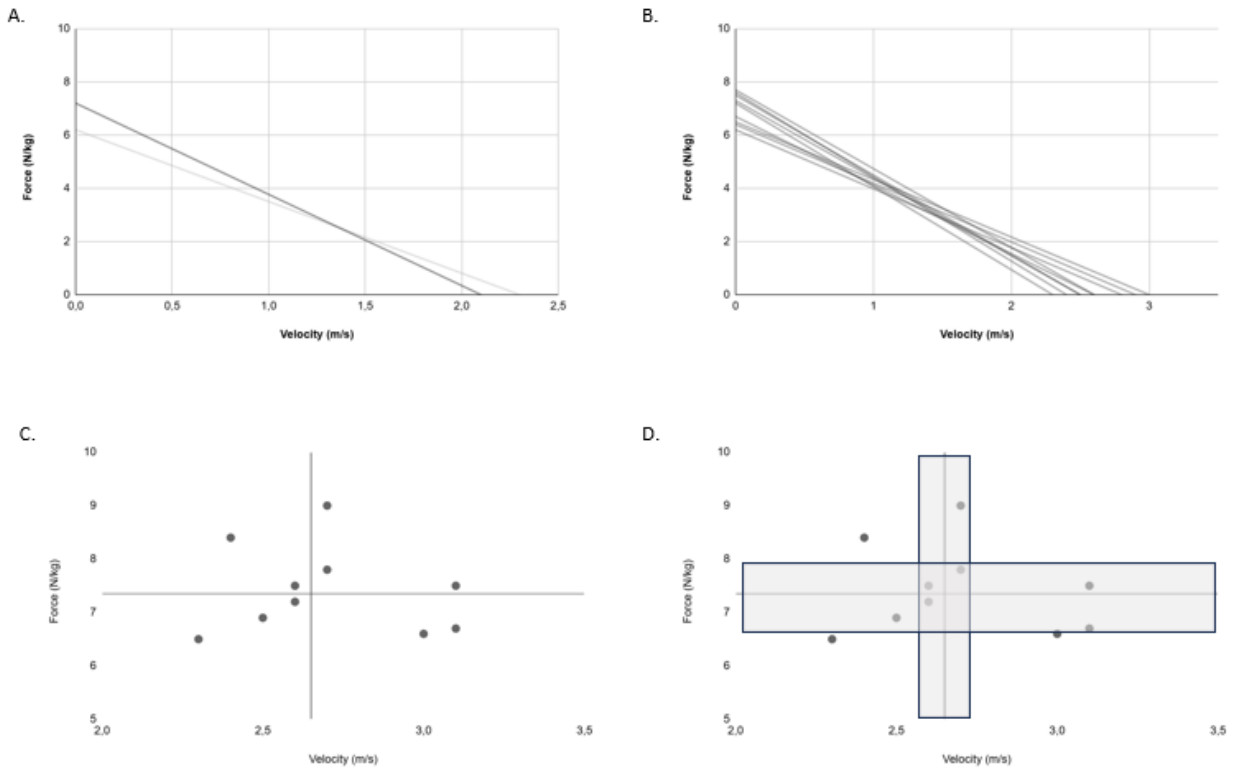 A.
10
8
6
4
2
0
0,0 0,5 1,0 1,5 2,0 2,5
Force (N/kg)
Velocity (m/s)
B.
10
8
6
4
2
0
0 1 2 3
Force (N/kg)
Velocity (m/s)
C.
10
9
8
7
6
5
2,0 2,5 3,0 3,5
Force (N/kg)
Velocity (m/s)
D.
10
9
8
7
6
5
2,0 2,5 3,0 3,5
Force (N/kg)
Velocity (m/s)